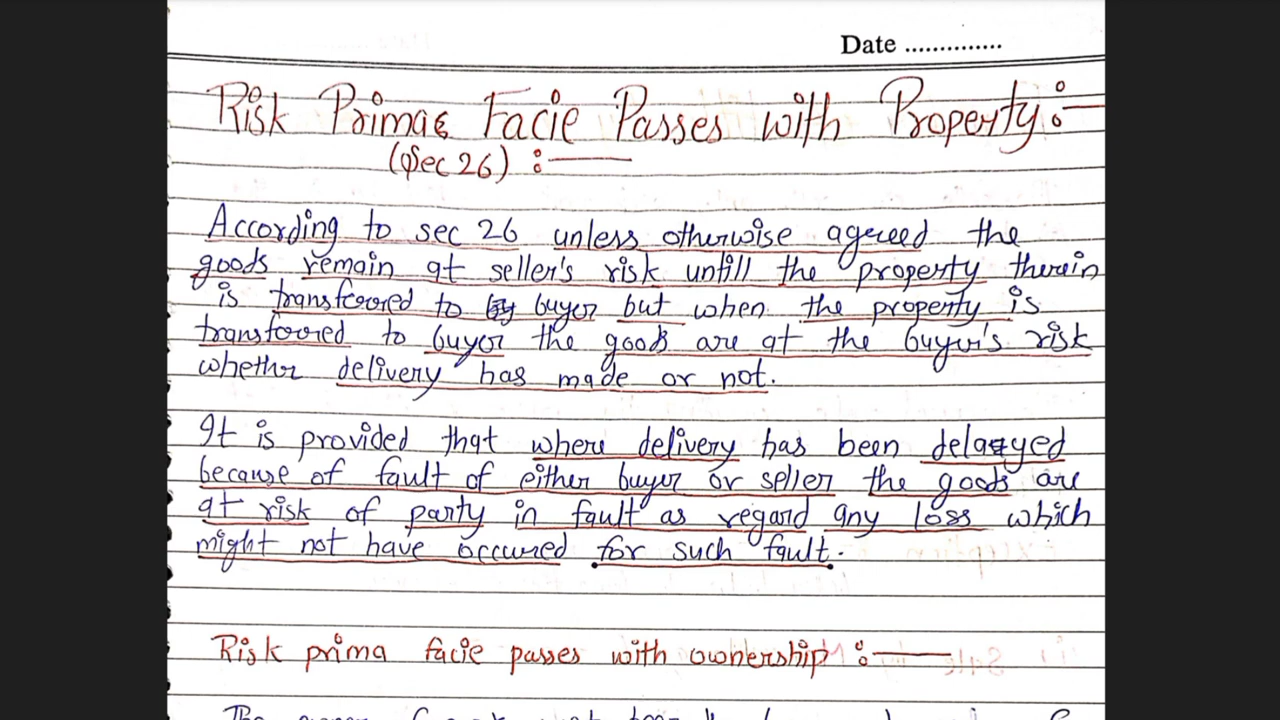 Date ..............
Risk Primae Facie Passes with Property :—
(Sec 26) :—
According to sec 26 unless otherwise agreed the
goods remain at seller's risk untill the property therein
is transferred to buyer but when the property is
transferred to buyer the goods are at the buyer's risk
whether delivery has made or not.
It is provided that where delivery has been delayed
because of fault of either buyer or seller the goods are
at risk of party in fault as regard any loss which
might not have occured for such fault.
Risk prima facie passes with ownership :—
The